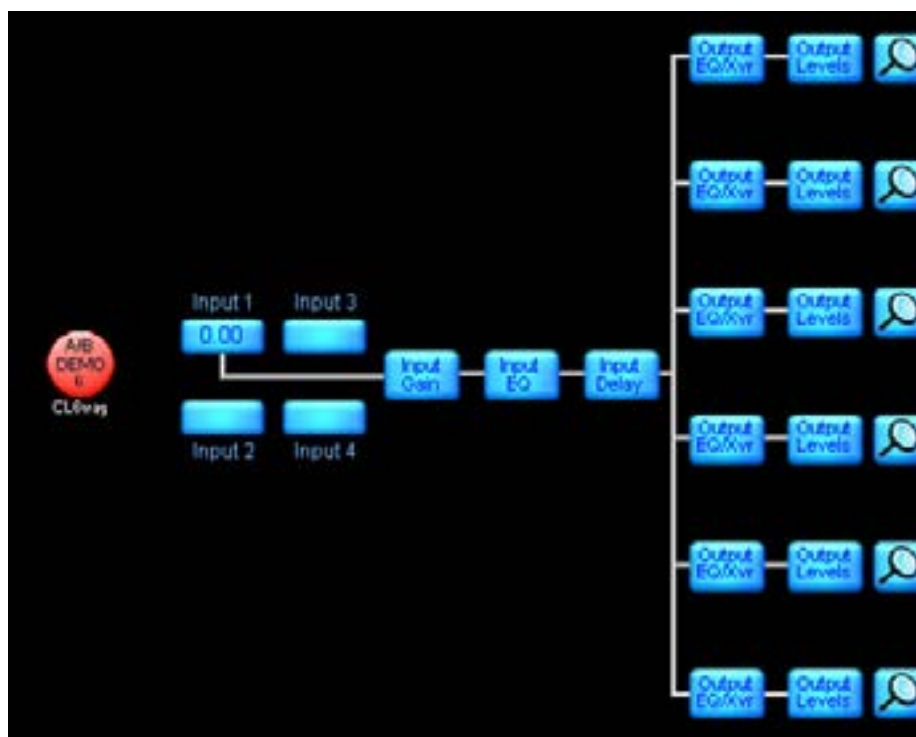 Output
EQ/Xvr
Output
Levels
Output
EQ/Xvr
Output
Levels
Input 1
Input 3
0.00
Output
EQ/Xvr
Output
Levels
A/B
DEMO
6
CL6vag
Input
Gain
Input
EQ
Input
Delay
Input 2
Input 4
Output
EQ/Xvr
Output
Levels
Output
EQ/Xvr
Output
Levels
Output
EQ/Xvr
Output
Levels